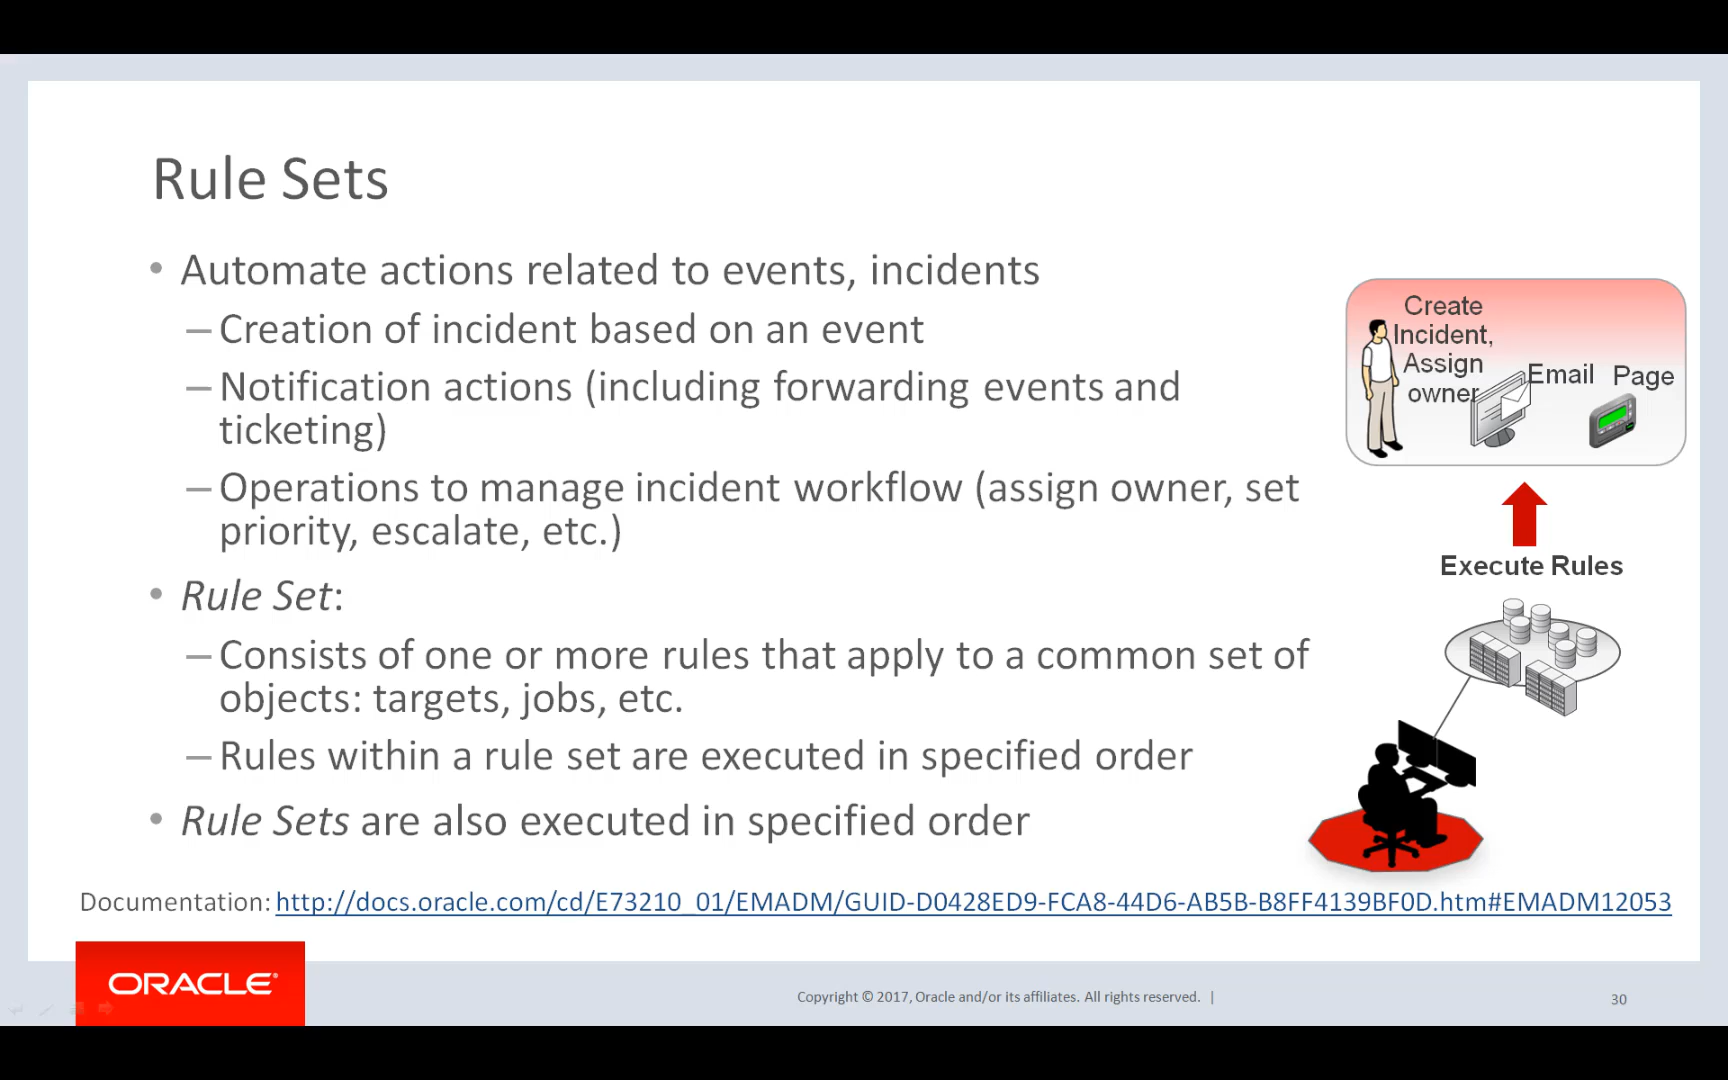 Rule Sets
• Automate actions related to events, incidents
– Creation of incident based on an event
– Notification actions (including forwarding events and
ticketing)
– Operations to manage incident workflow (assign owner, set
priority, escalate, etc.)
• Rule Set:
– Consists of one or more rules that apply to a common set of
objects: targets, jobs, etc.
– Rules within a rule set are executed in specified order
• Rule Sets are also executed in specified order
Create
Incident,
Assign
owner
Email
Page
Execute Rules
Documentation: http://docs.oracle.com/cd/E73210_01/EMADM/GUID-D0428ED9-FCA8-44D6-AB5B-B8FF4139BF0D.htm#EMADM12053
ORACLE®
Copyright © 2017, Oracle and/or its affiliates. All rights reserved. |
30